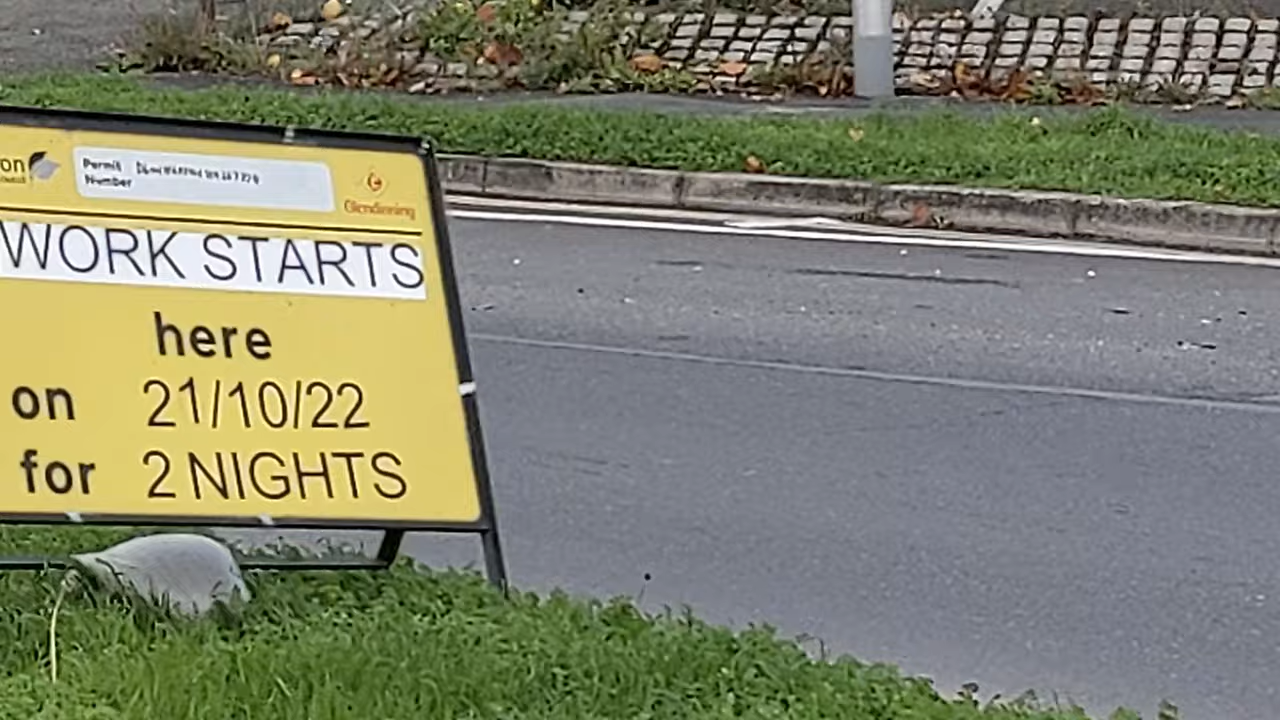 on
Permit
Number
Glendinning
WORK STARTS
here
on 21/10/22
for 2 NIGHTS